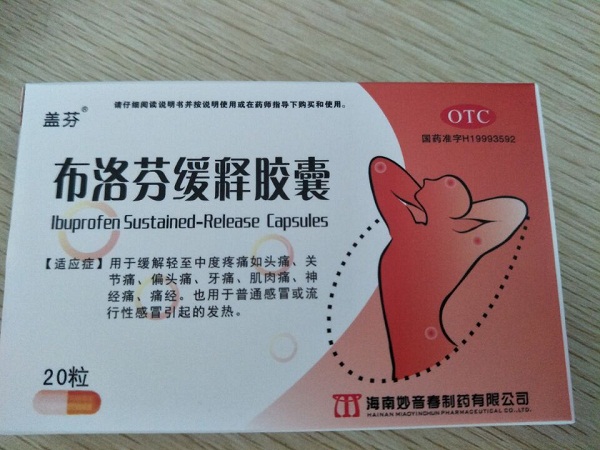 盖芬®
请仔细阅读说明书并按说明使用或在药师指导下购买和使用。
OTC
国药准字H19993592
布洛芬缓释胶囊
Ibuprofen Sustained-Release Capsules
【适应症】用于缓解轻至中度疼痛如头痛、关
节痛、偏头痛、牙痛、肌肉痛、神
经痛、痛经。也用于普通感冒或流
行性感冒引起的发热。
20粒
海南妙音春制药有限公司
HAINAN MIAOYINCHUN PHARMACEUTICAL CO.,LTD.